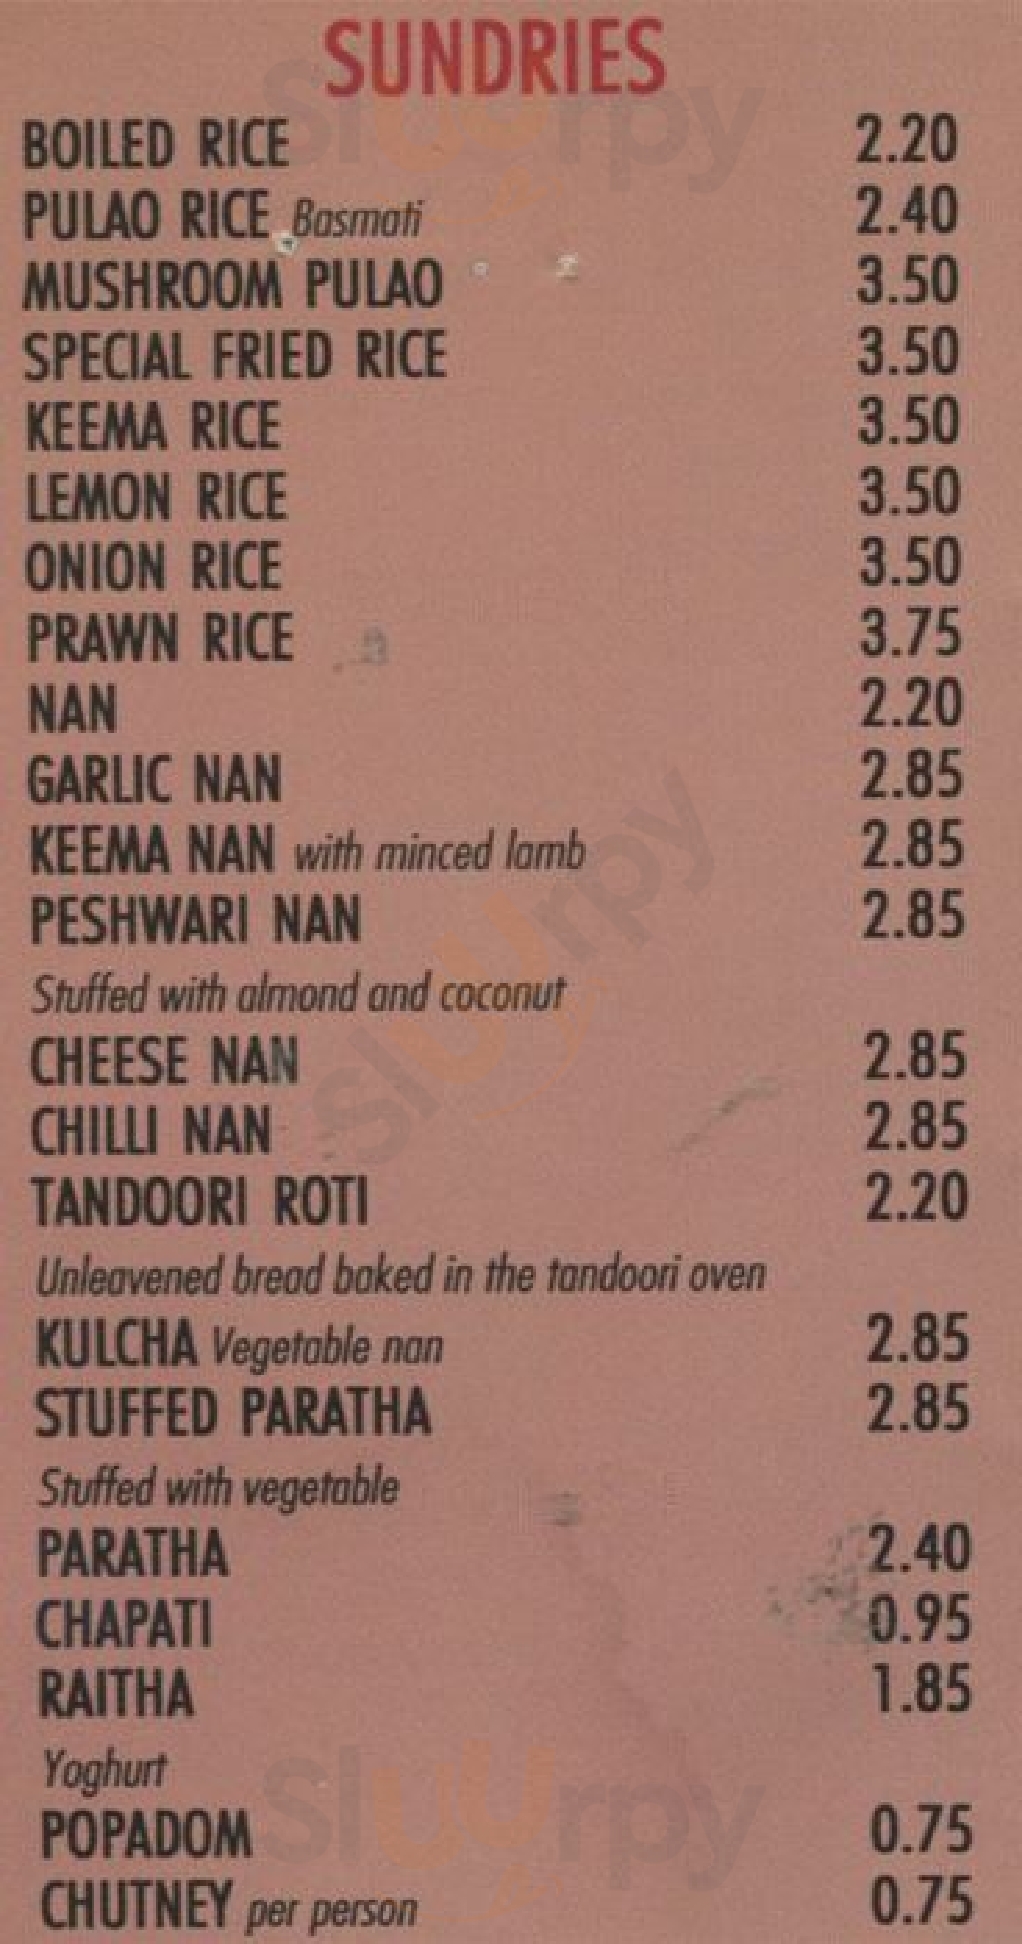 SUNDRIES
BOILED RICE 2.20
PULAO RICE Basmati 2.40
MUSHROOM PULAO 3.50
SPECIAL FRIED RICE 3.50
KEEMA RICE 3.50
LEMON RICE 3.50
ONION RICE 3.50
PRAWN RICE 3.75
NAN 2.20
GARLIC NAN 2.85
KEEMA NAN with minced lamb 2.85
PESHWARI NAN 2.85
Stuffed with almond and coconut
CHEESE NAN 2.85
CHILLI NAN 2.85
TANDOORI ROTI 2.20
Unleavened bread baked in the tandoori oven
KULCHA Vegetable nan 2.85
STUFFED PARATHA 2.85
Stuffed with vegetable
PARATHA 2.40
CHAPATI 0.95
RAITHA 1.85
Yoghurt
POPADOM 0.75
CHUTNEY per person 0.75
Sluurpy
Sluurpy
Sluurpy